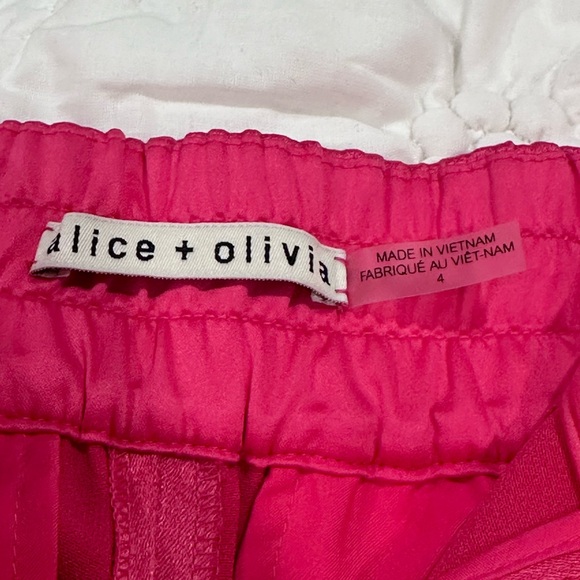 alice + olivia
MADE IN VIETNAM
FABRIQUÉ AU VIÊT-NAM
4